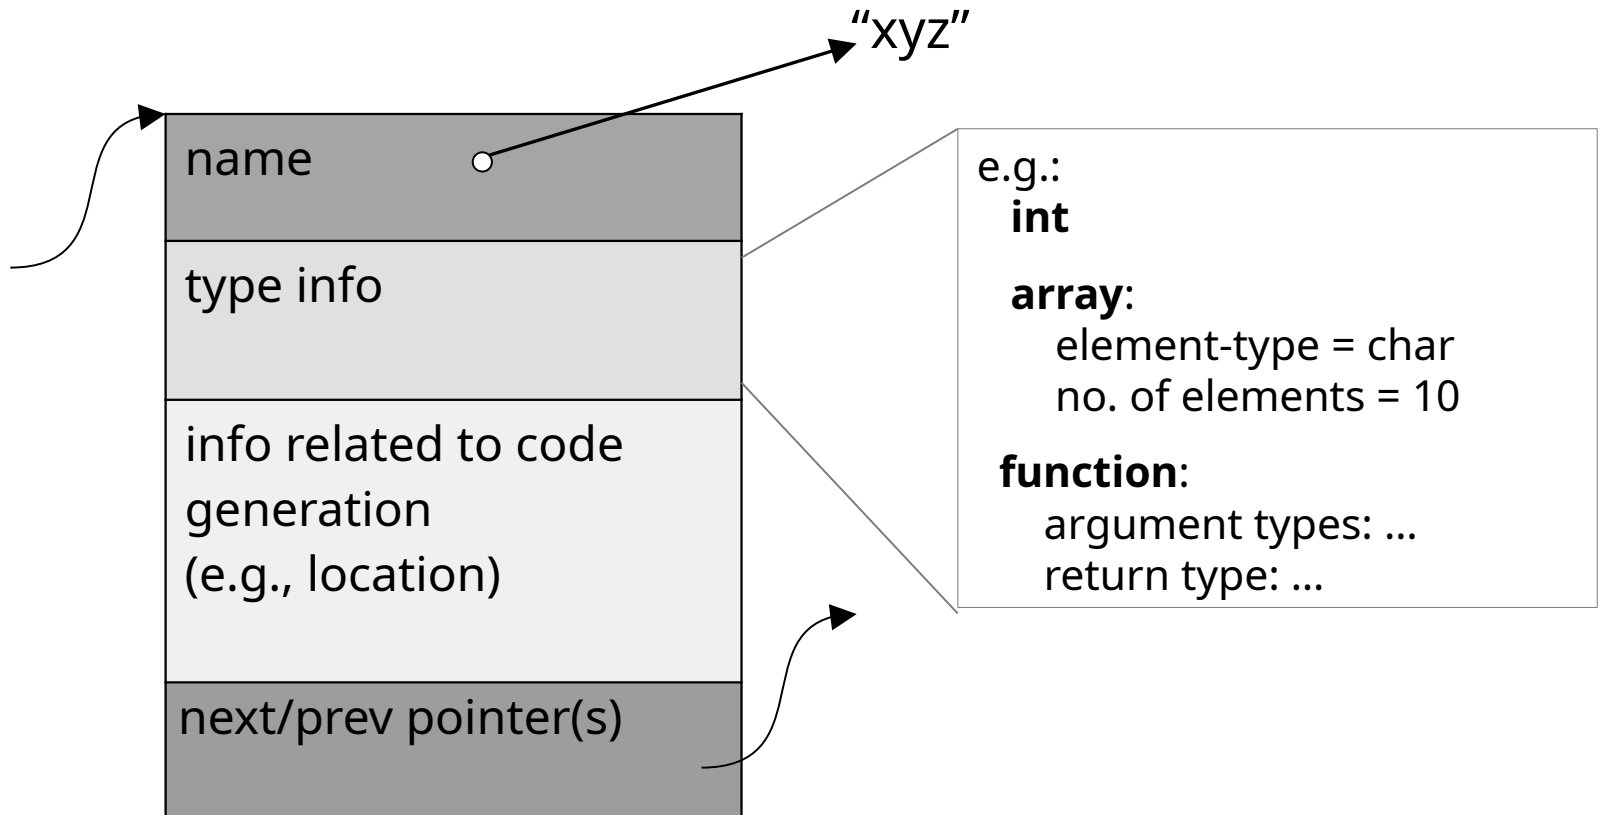 “xyz”
name
type info
info related to code
generation
(e.g., location)
next/prev pointer(s)
e.g.:
int
array:
element-type = char
no. of elements = 10
function:
argument types: ...
return type: ...